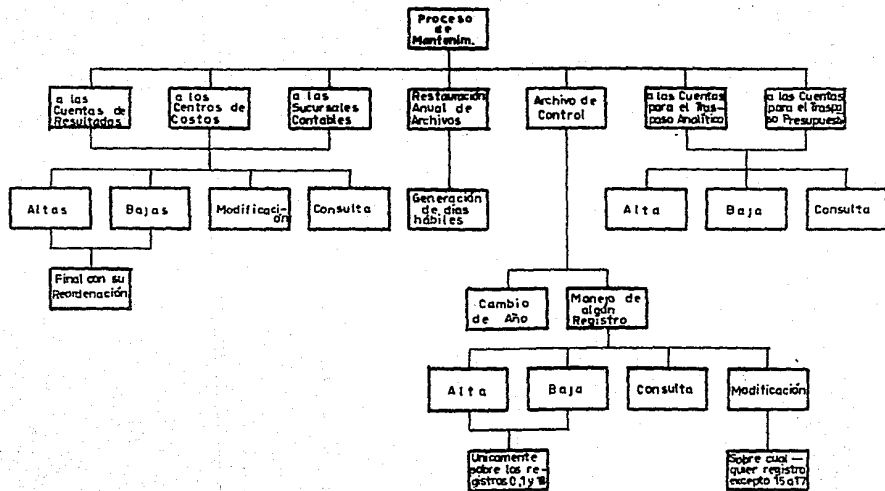 Proceso
de
Mantenim.
a las
Cuentas de
Resultados
a los
Centros de
Costos
a las
Sucursales
Contables
Restauración
Anual de
Archivos
Archivo de
Control
a las Cuentas
para el Tras-
paso Analítico
a las Cuentas
para el Traspa
so Presupuesto
Altas
Bajas
Modificaci-
ón
Consulta
Generación
de días
hábiles
Alta
Baja
Consulta
Final con su
Reordenación
Cambio
de Año
Manejo de
algún
Registro
Alta
Baja
Consulta
Modificación
Unicamente
sobre los re-
gistros 0,1 y 18
Sobre cual-
quier registro
excepto 15 a 17